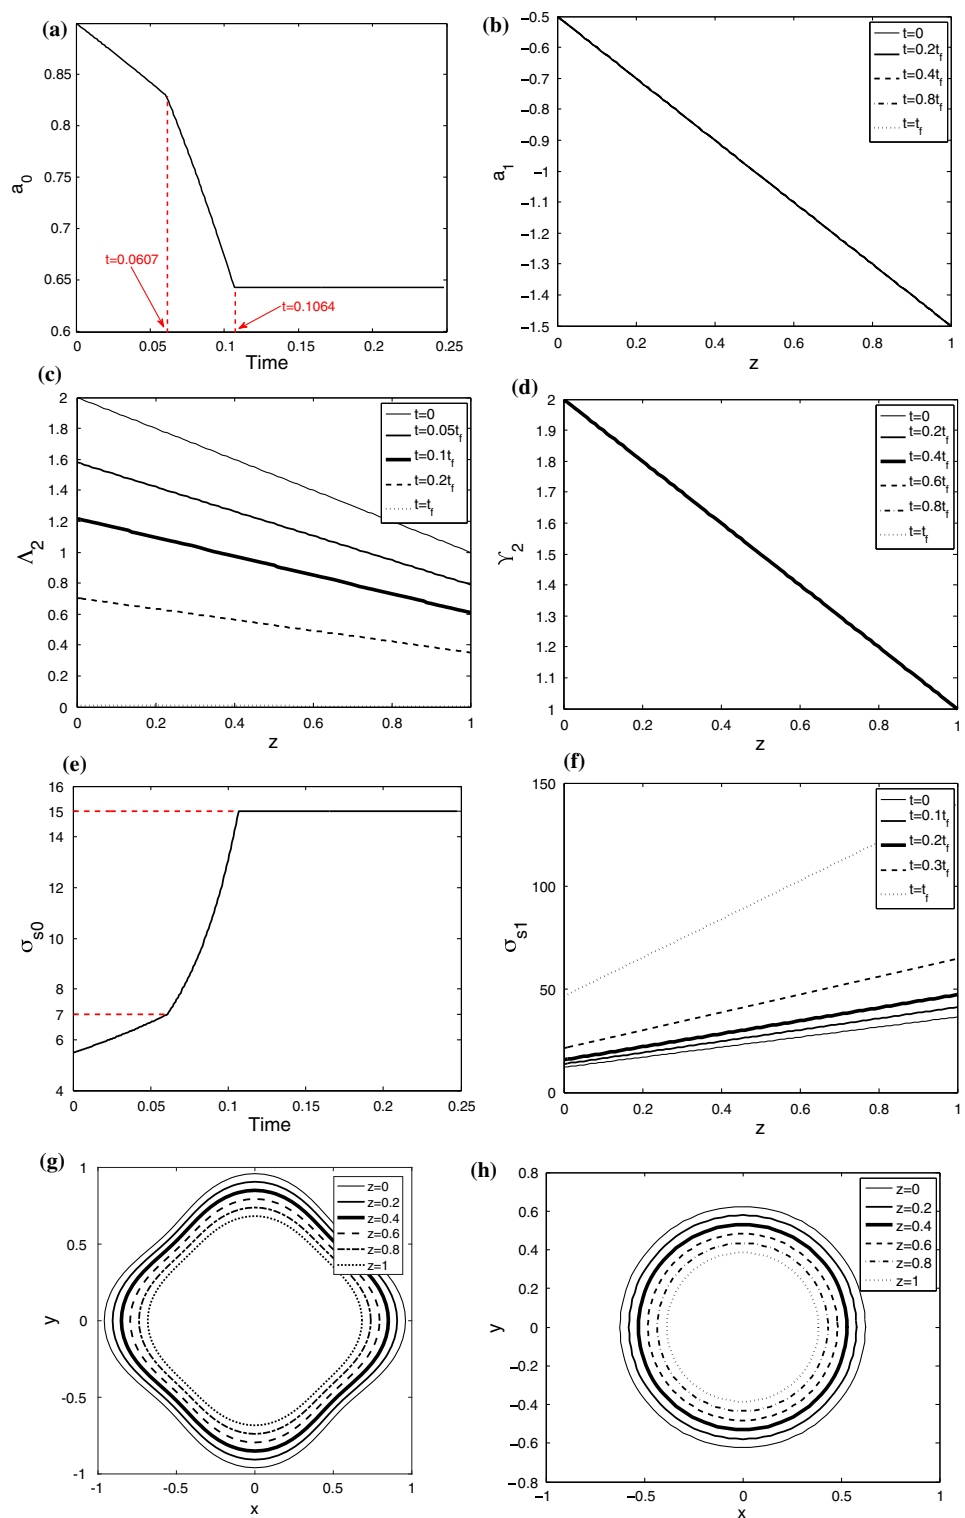 (a)
a0
0.85
0.8
0.75
0.7
0.65
0.6
t=0.0607
t=0.1064
0
0.05
0.1
0.15
0.2
0.25
Time
(b)
a1
−0.5
−0.6
−0.7
−0.8
−0.9
−1
−1.1
−1.2
−1.3
−1.4
−1.5
t=0
t=0.2tf
t=0.4tf
t=0.8tf
t=tf
0
0.2
0.4
0.6
0.8
1
z
(c)
Λ2
2
1.8
1.6
1.4
1.2
1
0.8
0.6
0.4
0.2
0
t=0
t=0.05tf
t=0.1tf
t=0.2tf
t=tf
0
0.2
0.4
0.6
0.8
1
z
(d)
ϒ2
2
1.9
1.8
1.7
1.6
1.5
1.4
1.3
1.2
1.1
1
t=0
t=0.2tf
t=0.4tf
t=0.6tf
t=0.8tf
t=tf
0
0.2
0.4
0.6
0.8
1
z
(e)
σs0
16
15
14
12
10
8
7
6
4
0
0.05
0.1
0.15
0.2
0.25
Time
(f)
σs1
150
100
50
0
t=0
t=0.1tf
t=0.2tf
t=0.3tf
t=tf
0
0.2
0.4
0.6
0.8
1
z
(g)
y
1
0.5
0
-0.5
-1
z=0
z=0.2
z=0.4
z=0.6
z=0.8
z=1
-1
-0.5
0
0.5
1
x
(h)
y
0.8
0.6
0.4
0.2
0
−0.2
−0.4
−0.6
−0.8
z=0
z=0.2
z=0.4
z=0.6
z=0.8
z=1
−1
−0.5
0
0.5
1
x